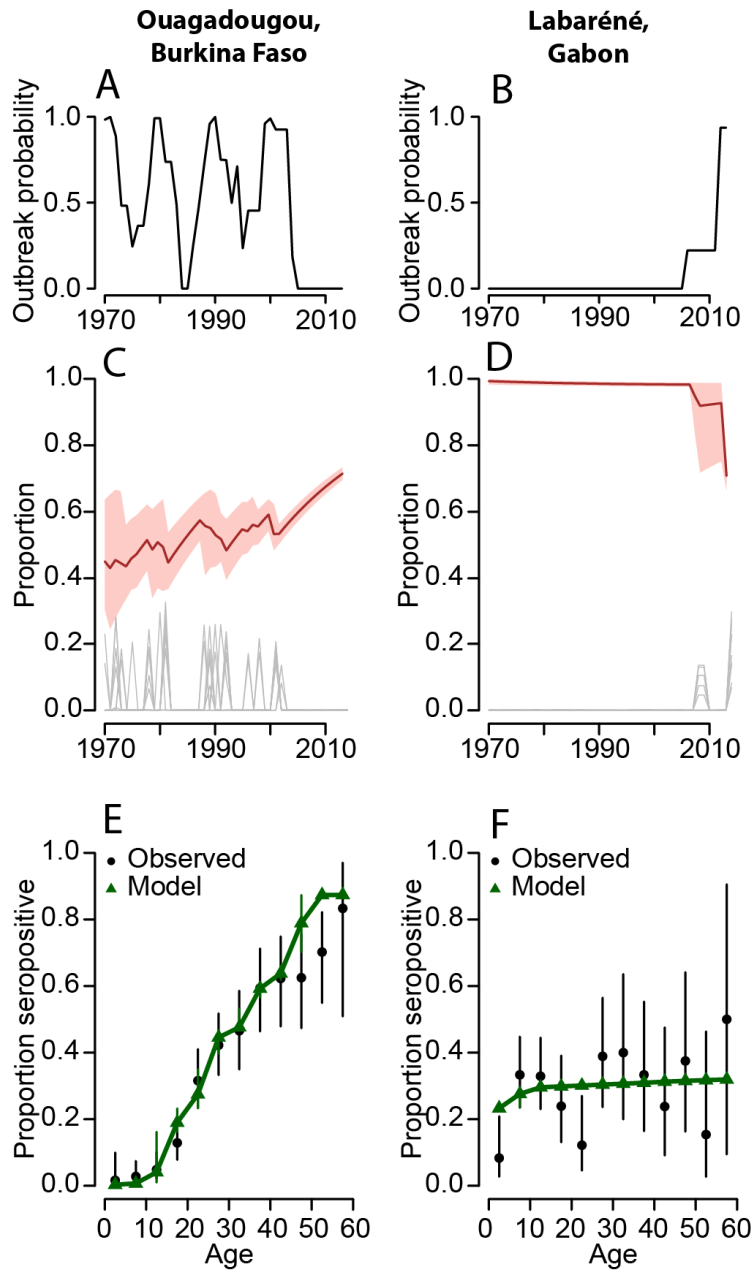 Ouagadougou,
Burkina Faso
Labaréné,
Gabon
A
Outbreak probability
1.0
0.5
0.0
1970 1990 2010
B
Outbreak probability
1.0
0.5
0.0
1970 1990 2010
C
Proportion
1.0
0.8
0.6
0.4
0.2
0.0
1970 1990 2010
D
Proportion
1.0
0.8
0.6
0.4
0.2
0.0
1970 1990 2010
E
Proportion seropositive
1.0
0.8
0.6
0.4
0.2
0.0
Observed
Model
0 10 20 30 40 50 60
Age
F
Proportion seropositive
1.0
0.8
0.6
0.4
0.2
0.0
Observed
Model
0 10 20 30 40 50 60
Age